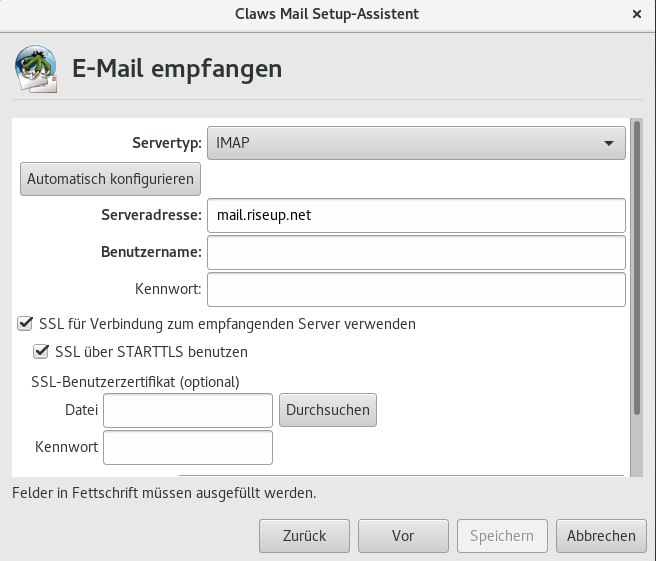 Claws Mail Setup-Assistent
E-Mail empfangen
Servertyp: IMAP
Automatisch konfigurieren
Serveradresse: mail.riseup.net
Benutzername:
Kennwort:
SSL für Verbindung zum empfangenden Server verwenden
SSL über STARTTLS benutzen
SSL-Benutzerzertifikat (optional)
Datei Durchsuchen
Kennwort
Felder in Fettschrift müssen ausgefüllt werden.
Zurück Vor Speichern Abbrechen